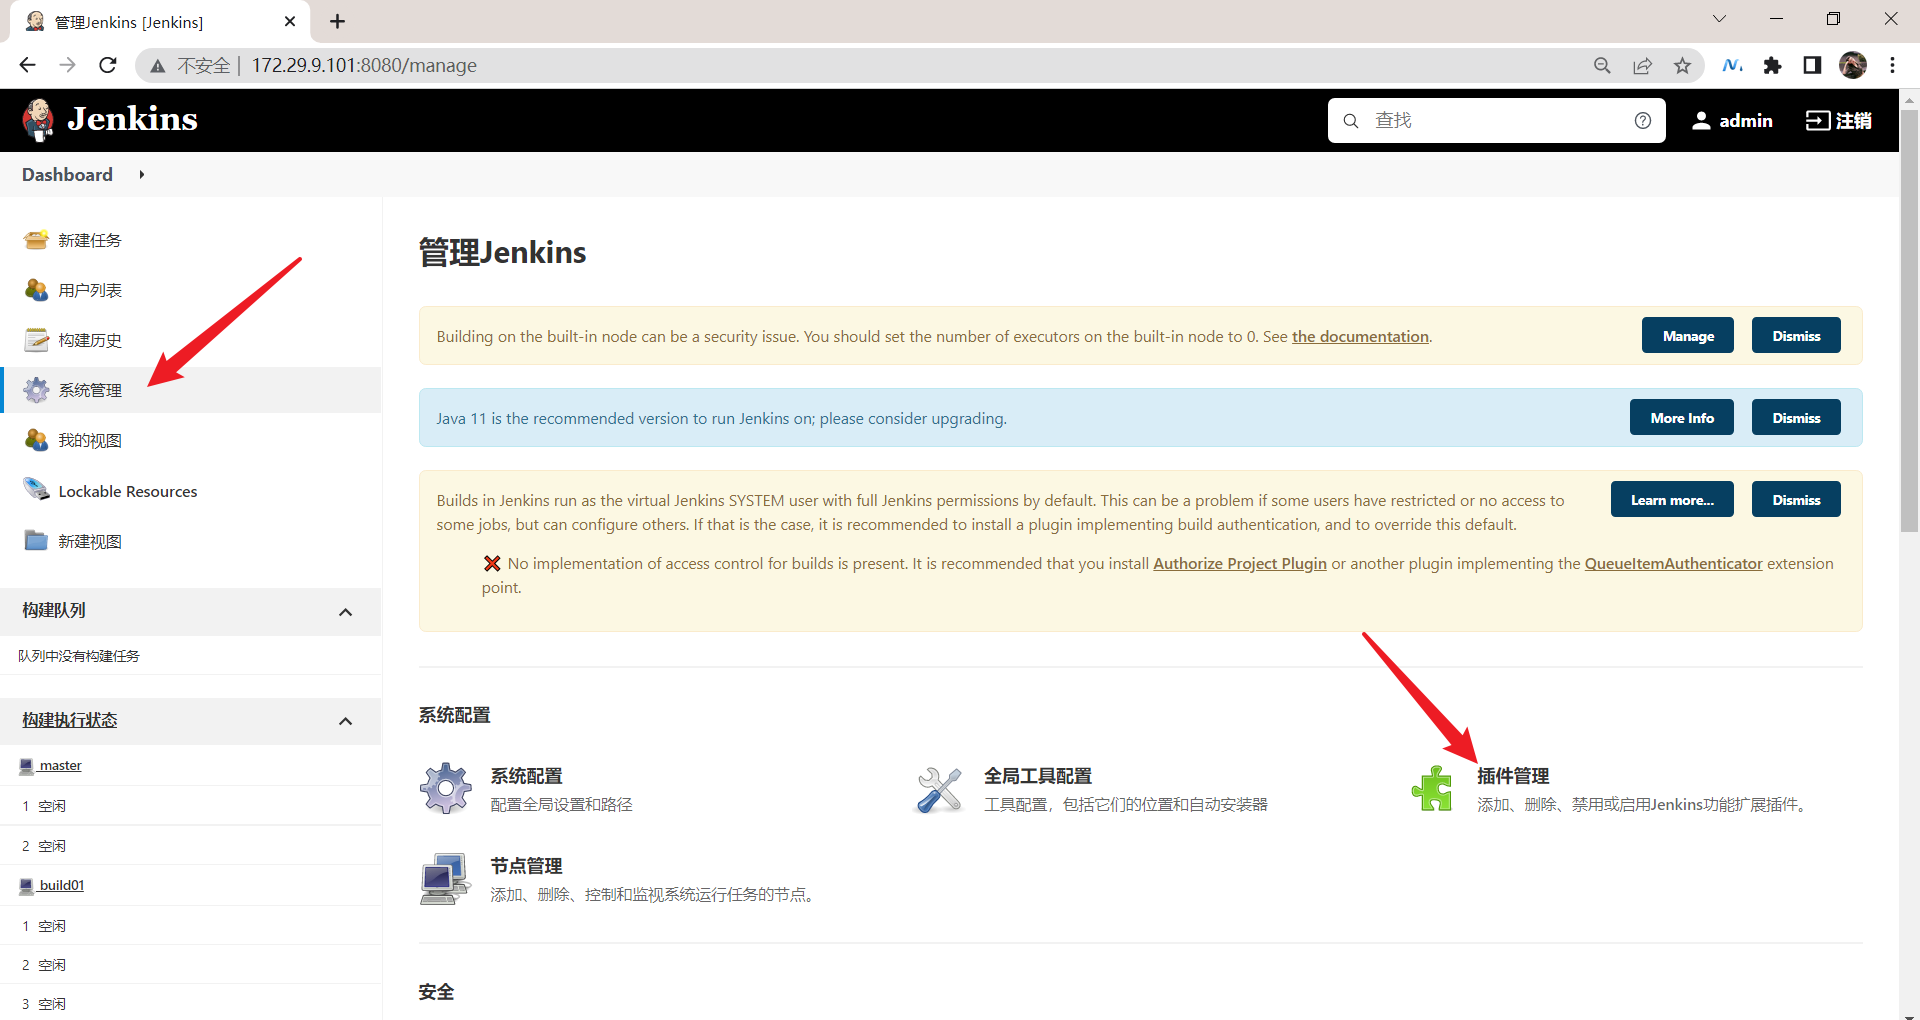 管理Jenkins [Jenkins]
不安全 | 172.29.9.101:8080/manage
Jenkins
查找
admin
注销
Dashboard
新建任务
用户列表
构建历史
系统管理
我的视图
Lockable Resources
新建视图
构建队列
队列中没有构建任务
构建执行状态
master
1 空闲
2 空闲
build01
1 空闲
2 空闲
3 空闲
管理Jenkins
Building on the built-in node can be a security issue. You should set the number of executors on the built-in node to 0. See the documentation.
Manage
Dismiss
Java 11 is the recommended version to run Jenkins on; please consider upgrading.
More Info
Dismiss
Builds in Jenkins run as the virtual Jenkins SYSTEM user with full Jenkins permissions by default. This can be a problem if some users have restricted or no access to
some jobs, but can configure others. If that is the case, it is recommended to install a plugin implementing build authentication, and to override this default.
Learn more...
Dismiss
No implementation of access control for builds is present. It is recommended that you install Authorize Project Plugin or another plugin implementing the QueueItemAuthenticator extension
point.
系统配置
系统配置
配置全局设置和路径
全局工具配置
工具配置，包括它们的位置和自动安装器
插件管理
添加、删除、禁用或启用Jenkins功能扩展插件。
节点管理
添加、删除、控制和监视系统运行任务的节点。
安全